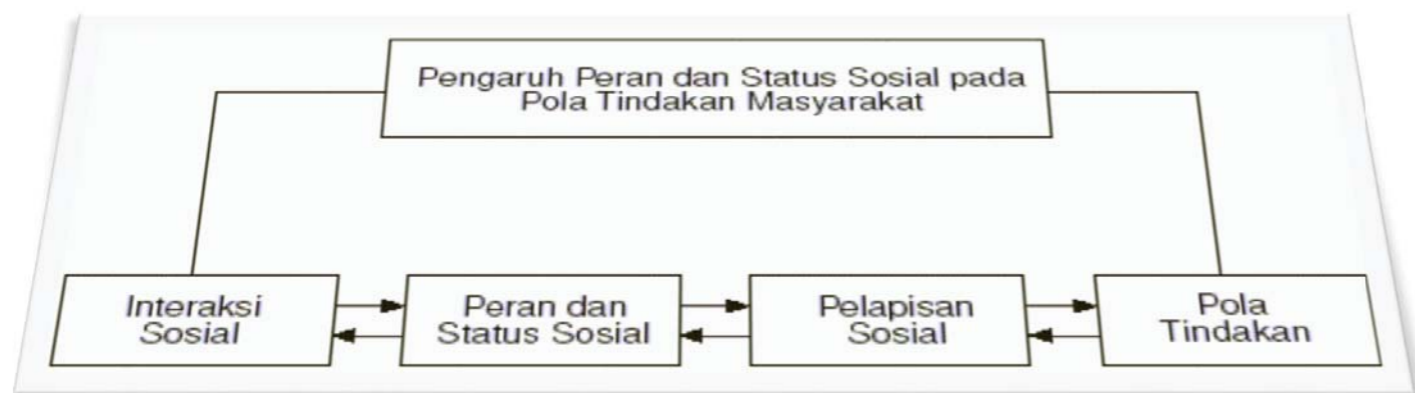 Pengaruh Peran dan Status Sosial pada
Pola Tindakan Masyarakat
Interaksi
Sosial
Peran dan
Status Sosial
Pelapisan
Sosial
Pola
Tindakan